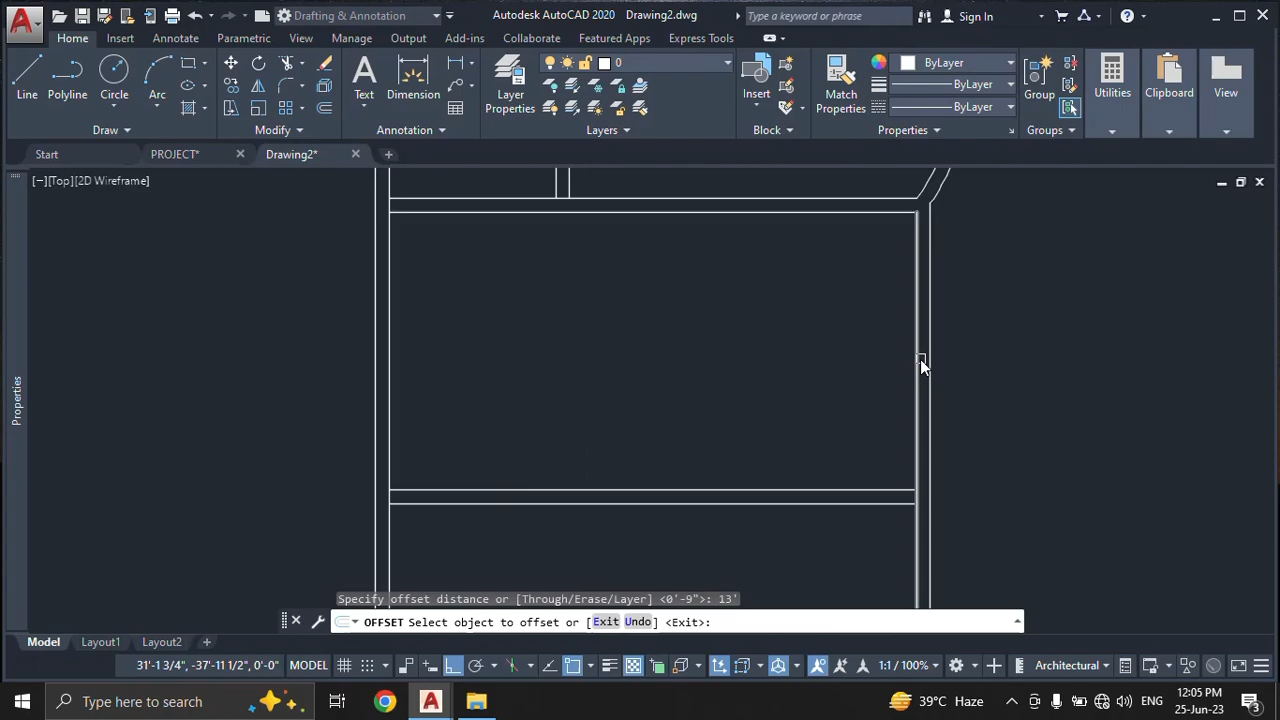 A Drafting & Annotation Autodesk AutoCAD 2020 Drawing2.dwg Type a keyword or phrase Sign In
Home Insert Annotate Parametric View Manage Output Add-ins Collaborate Featured Apps Express Tools
0 ByLayer
ByLayer
ByLayer
Line Polyline Circle Arc Text Dimension Layer Properties Insert Match Properties Group Utilities Clipboard View
Draw Modify Annotation Layers Block Properties Groups
Start PROJECT* Drawing2* +
[−][Top][2D Wireframe]
Properties
Specify offset distance or [Through/Erase/Layer] <0'-9">: 13'
OFFSET Select object to offset or [Exit Undo] <Exit>:
Model Layout1 Layout2 +
31'-1 3/4", -37'-11 1/2", 0'-0" MODEL 1:1 / 100% Architectural
Type here to search A 39°C Haze ENG 12:05 PM
25-Jun-23
3